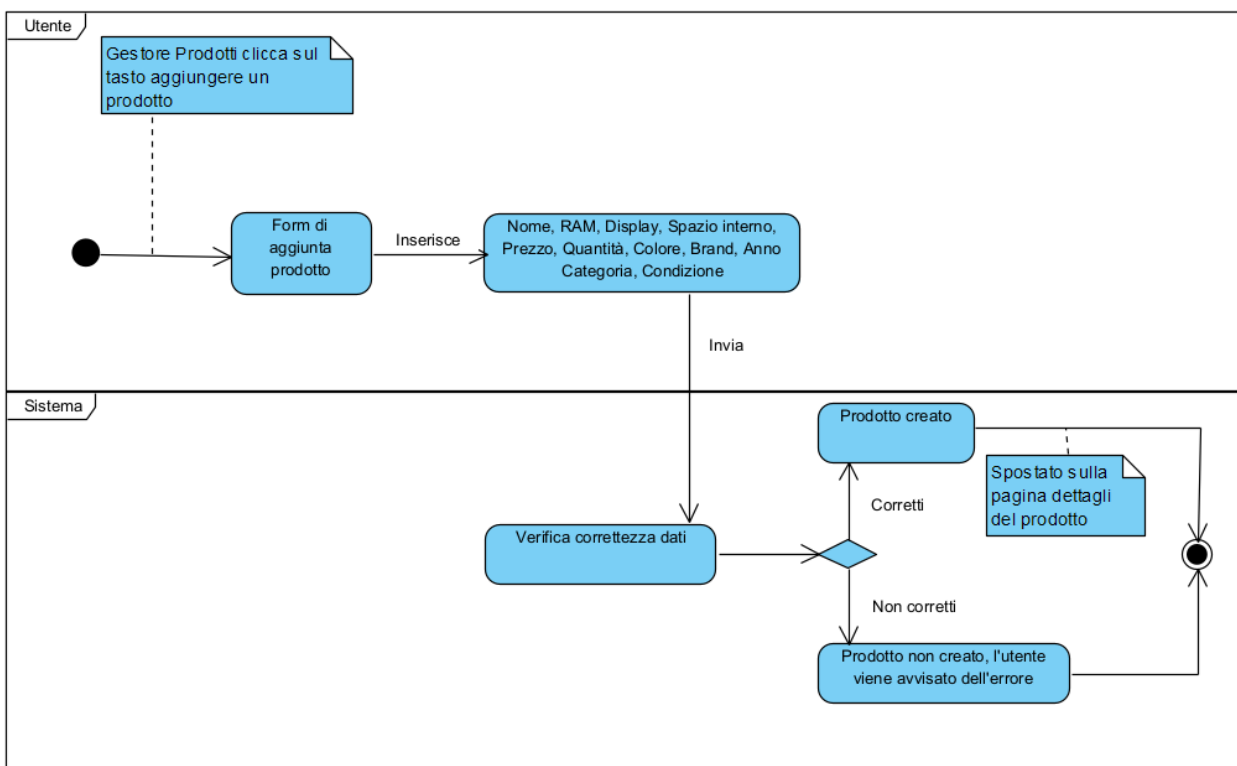 Utente
Gestore Prodotti clicca sul
tasto aggiungere un
prodotto
Form di
aggiunta
prodotto
Inserisce
Nome, RAM, Display, Spazio interno,
Prezzo, Quantità, Colore, Brand, Anno
Categoria, Condizione
Invia
Sistema
Prodotto creato
Spostato sulla
pagina dettagli
del prodotto
Corretti
Verifica correttezza dati
Non corretti
Prodotto non creato, l'utente
viene avvisato dell'errore